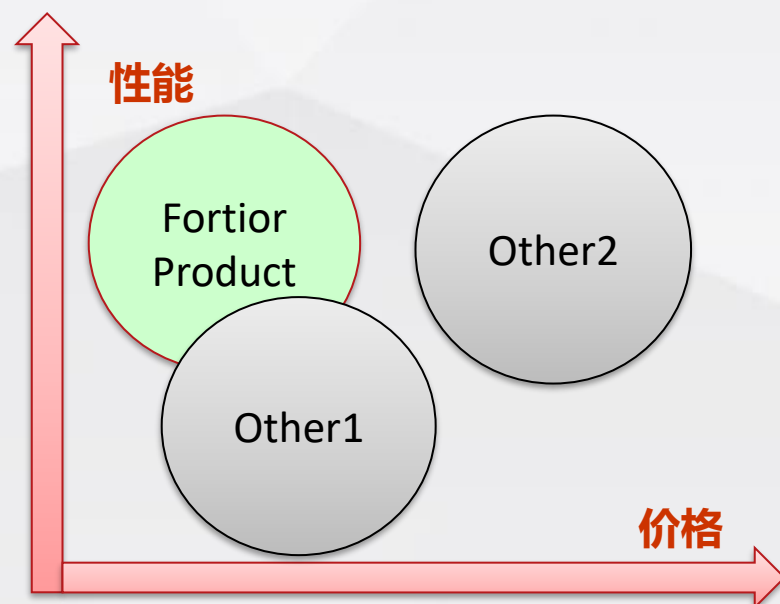 性能
Fortior
Product
Other2
Other1
价格